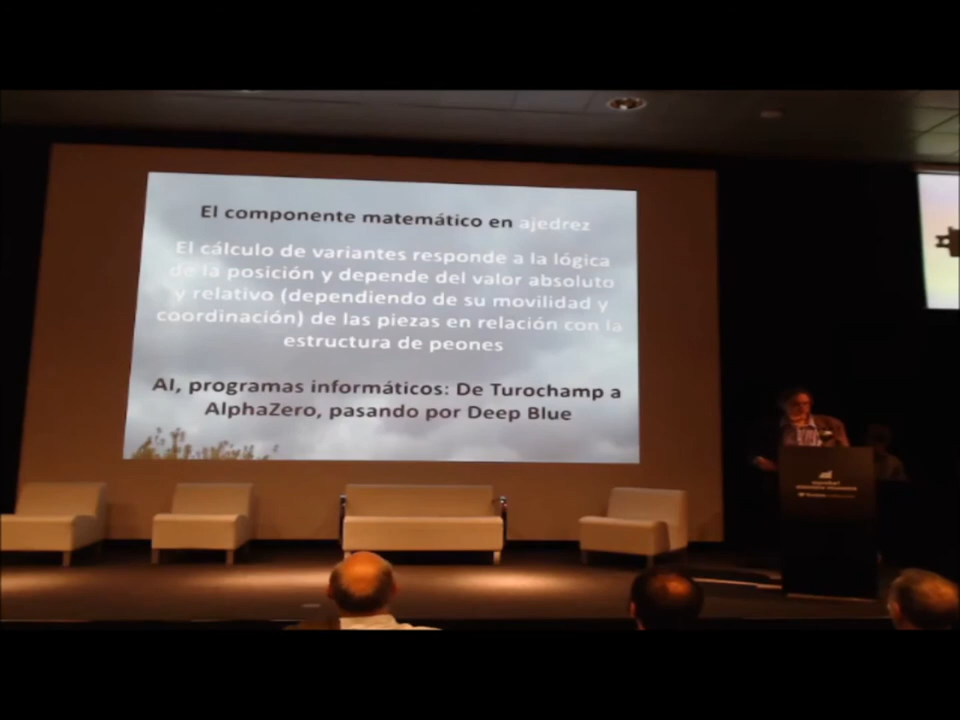 El componente matemático en ajedrez
El cálculo de variantes responde a la lógica
de la posición y depende del valor absoluto
y relativo (dependiendo de su movilidad y
coordinación) de las piezas en relación con la
estructura de peones
AI, programas informáticos: De Turochamp a
AlphaZero, pasando por Deep Blue